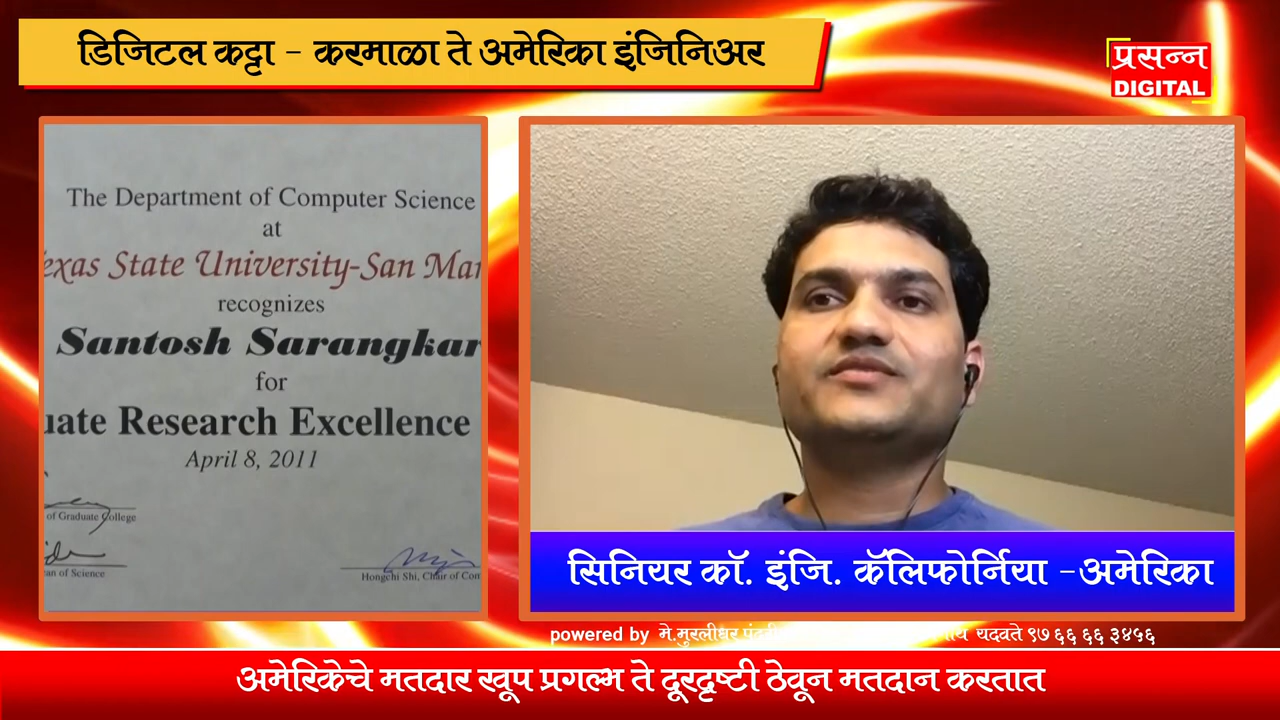 डिजिटल कट्टा - करमाळा ते अमेरिका इंजिनिअर
प्रसन्न
DIGITAL
The Department of Computer Science
at
exas State University-San Mar
recognizes
Santosh Sarangkar
for
uate Research Excellence
April 8, 2011
of Graduate College
an of Science
Hongchi Shi, Chair of Com
सिनियर कॉ. इंजि. कॅलिफोर्निया -अमेरिका
powered by मे.मुरलीधर यदवते ९७ ६६ ६६ ३४५६
अमेरिकेचे मतदार खूप प्रगल्भ ते दूरदृष्टी ठेवून मतदान करतात